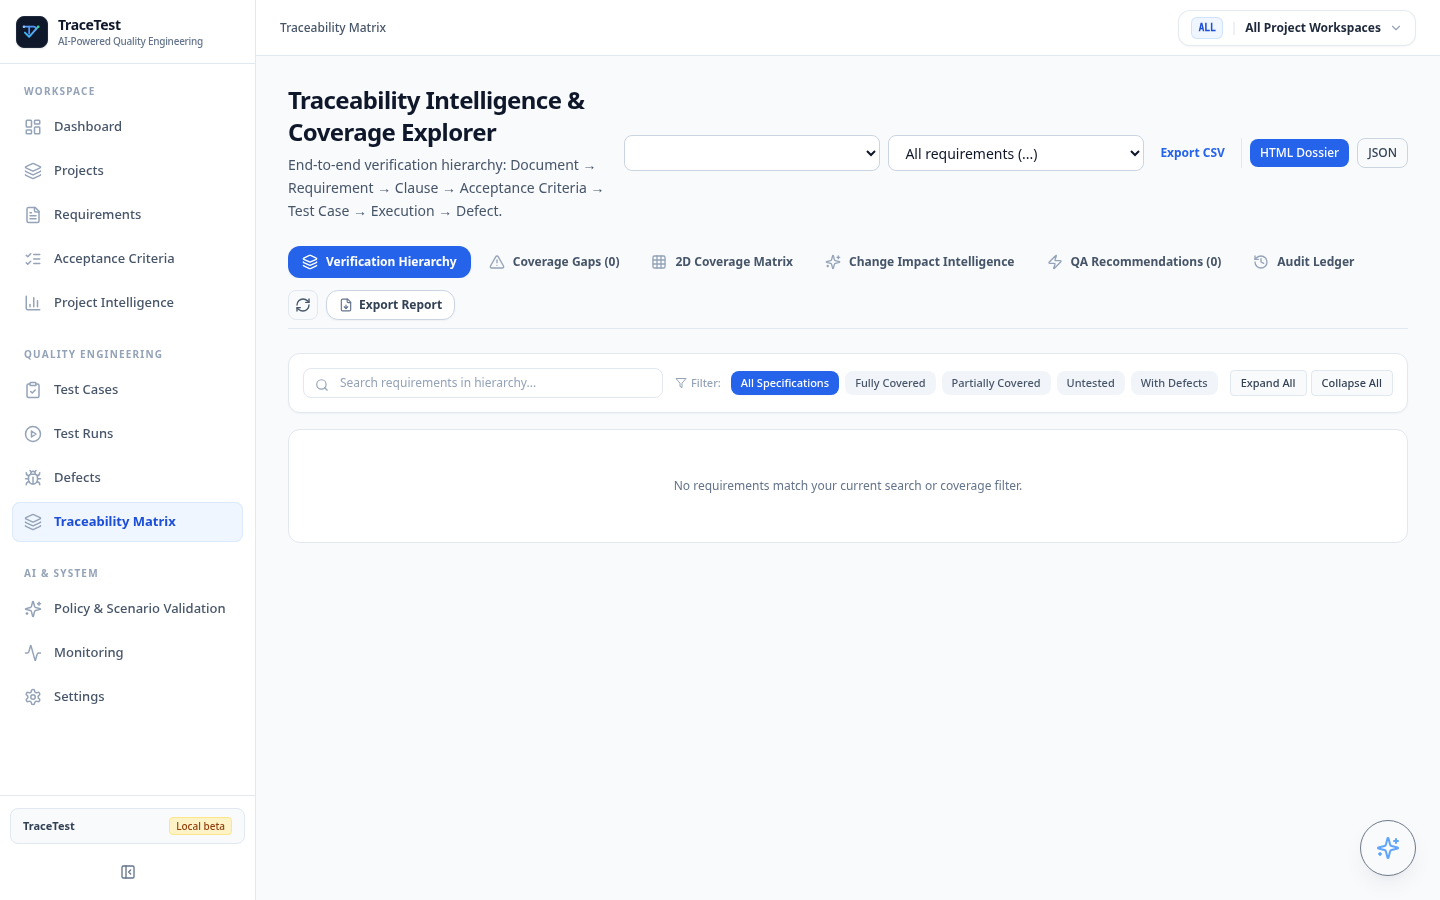 TraceTest
AI-Powered Quality Engineering
WORKSPACE
Dashboard
Projects
Requirements
Acceptance Criteria
Project Intelligence
QUALITY ENGINEERING
Test Cases
Test Runs
Defects
Traceability Matrix
AI & SYSTEM
Policy & Scenario Validation
Monitoring
Settings
TraceTest
Local beta
Traceability Matrix
ALL
All Project Workspaces
Traceability Intelligence &
Coverage Explorer
End-to-end verification hierarchy: Document →
Requirement → Clause → Acceptance Criteria →
Test Case → Execution → Defect.
All requirements (...)
Export CSV
HTML Dossier
JSON
Verification Hierarchy
Coverage Gaps (0)
2D Coverage Matrix
Change Impact Intelligence
QA Recommendations (0)
Audit Ledger
Export Report
Search requirements in hierarchy...
Filter:
All Specifications
Fully Covered
Partially Covered
Untested
With Defects
Expand All
Collapse All
No requirements match your current search or coverage filter.